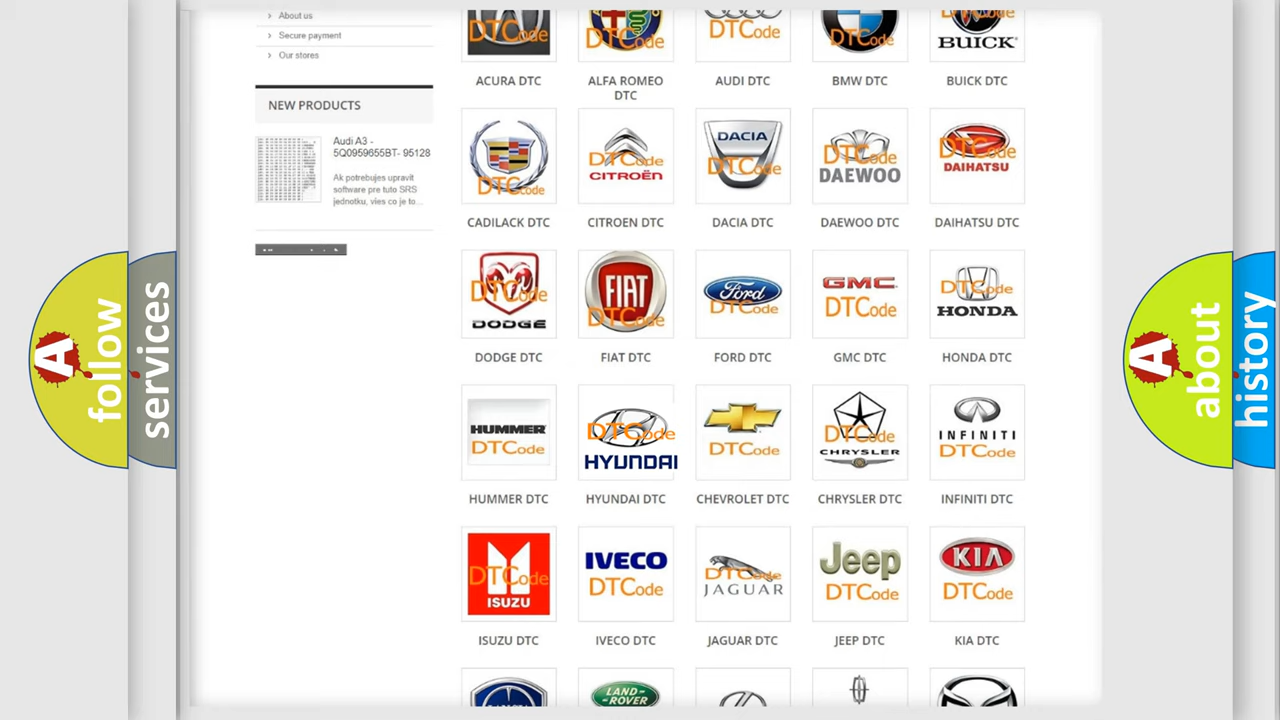 About us
Secure payment
Our stores
NEW PRODUCTS
Audi A3 -
5Q0959655BT- 95128
Ak potrebujes upravit
software pre tuto SRS
jednotku, vies co je to...
DTCode
DTCode
DTCode
DTCode
BUICK
ACURA DTC
ALFA ROMEO
DTC
AUDI DTC
BMW DTC
BUICK DTC
DTCode
DTCode
CITROËN
DACIA
DTCode
DTCode
DAEWOO
DTCode
DAIHATSU
CADILACK DTC
CITROEN DTC
DACIA DTC
DAEWOO DTC
DAIHATSU DTC
DTCode
DODGE
FIAT
DTCode
Ford
DTCode
GMC
DTCode
DTCode
HONDA
DODGE DTC
FIAT DTC
FORD DTC
GMC DTC
HONDA DTC
HUMMER
DTCode
DTCode
HYUNDAI
DTCode
DTCode
CHRYSLER
INFINITI
DTCode
HUMMER DTC
HYUNDAI DTC
CHEVROLET DTC
CHRYSLER DTC
INFINITI DTC
DTCode
ISUZU
IVECO
DTCode
DTCode
JAGUAR
Jeep
DTCode
KIA
DTCode
ISUZU DTC
IVECO DTC
JAGUAR DTC
JEEP DTC
KIA DTC
LAND-
ROVER
A
follow
services
A
about
history